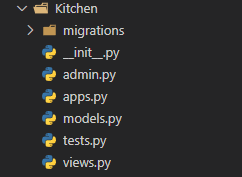 Kitchen
migrations
__init__.py
admin.py
apps.py
models.py
tests.py
views.py